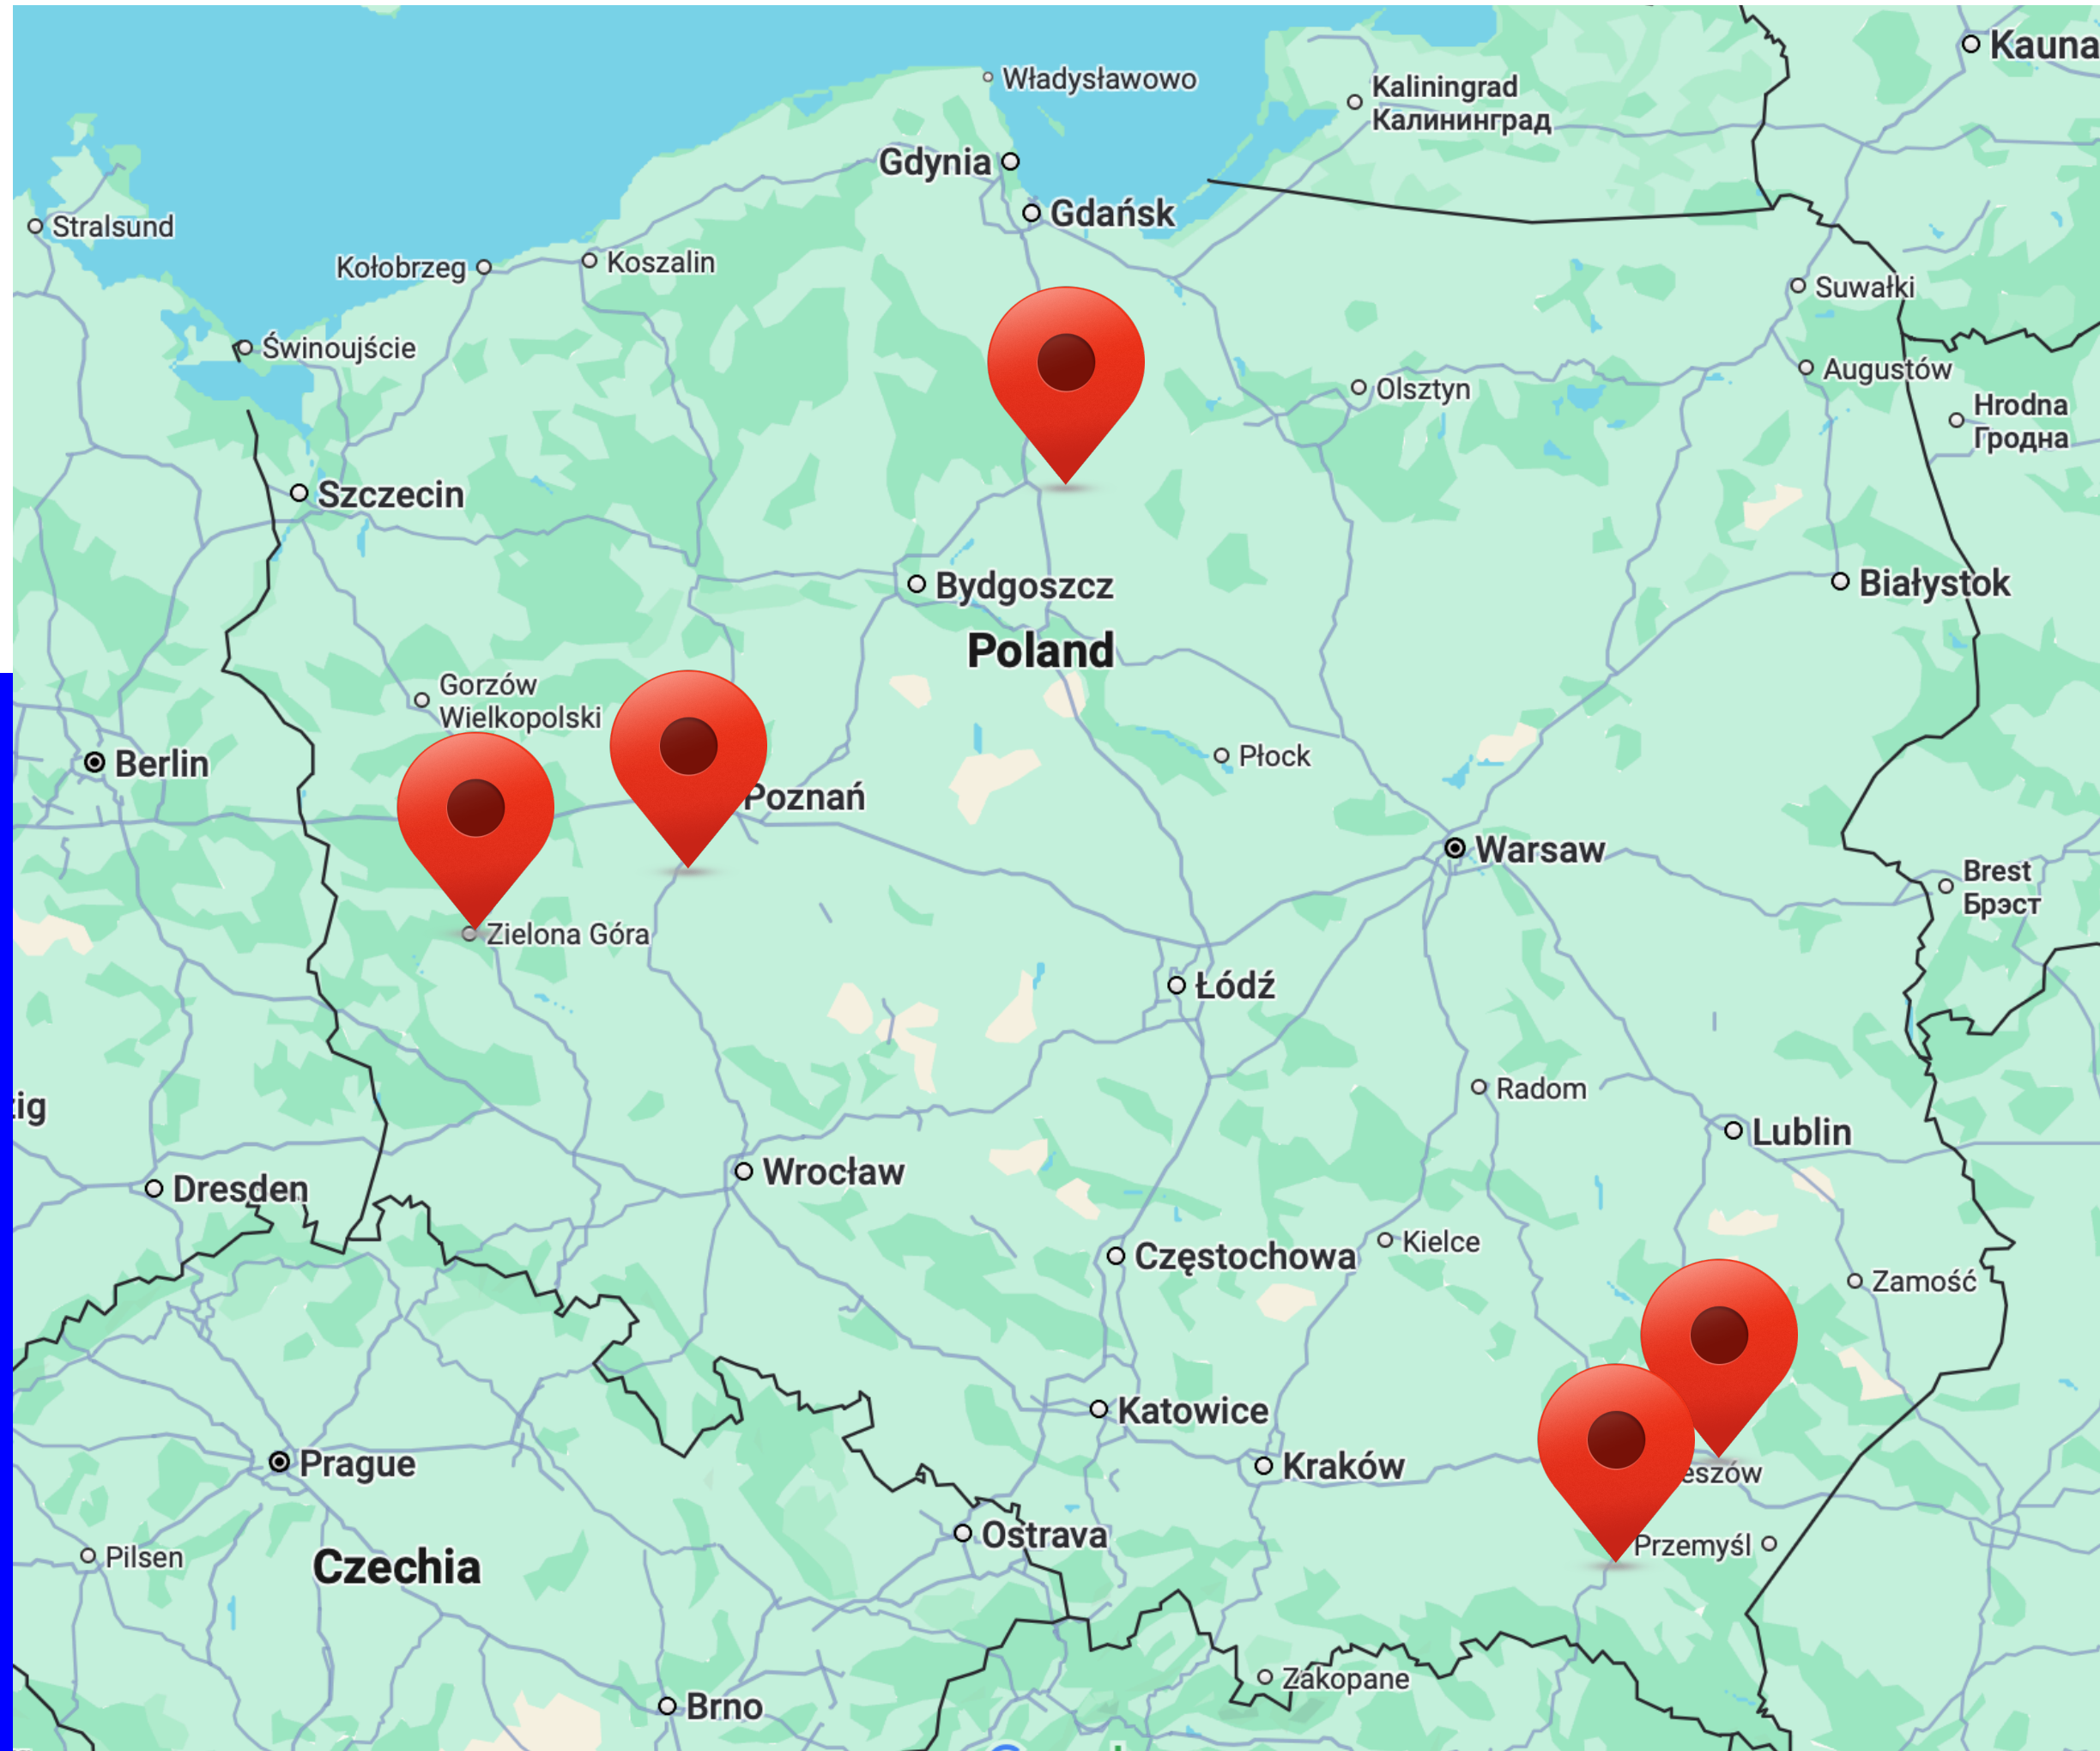 Kauna
Władysławowo
Kaliningrad
Калининград
Gdynia
Gdańsk
Stralsund
Kołobrzeg
Koszalin
Suwałki
Świnoujście
Augustów
Olsztyn
Hrodna
Гродна
Szczecin
Bydgoszcz
Białystok
Poland
Gorzów
Wielkopolski
Berlin
Płock
Poznań
Warsaw
Brest
Брэст
Zielona Góra
Łódź
Radom
zig
Lublin
Wrocław
Dresden
Kielce
Częstochowa
Zamość
Katowice
Prague
Kraków
eszów
Ostrava
Przemyśl
Pilsen
Czechia
Zakopane
Brno